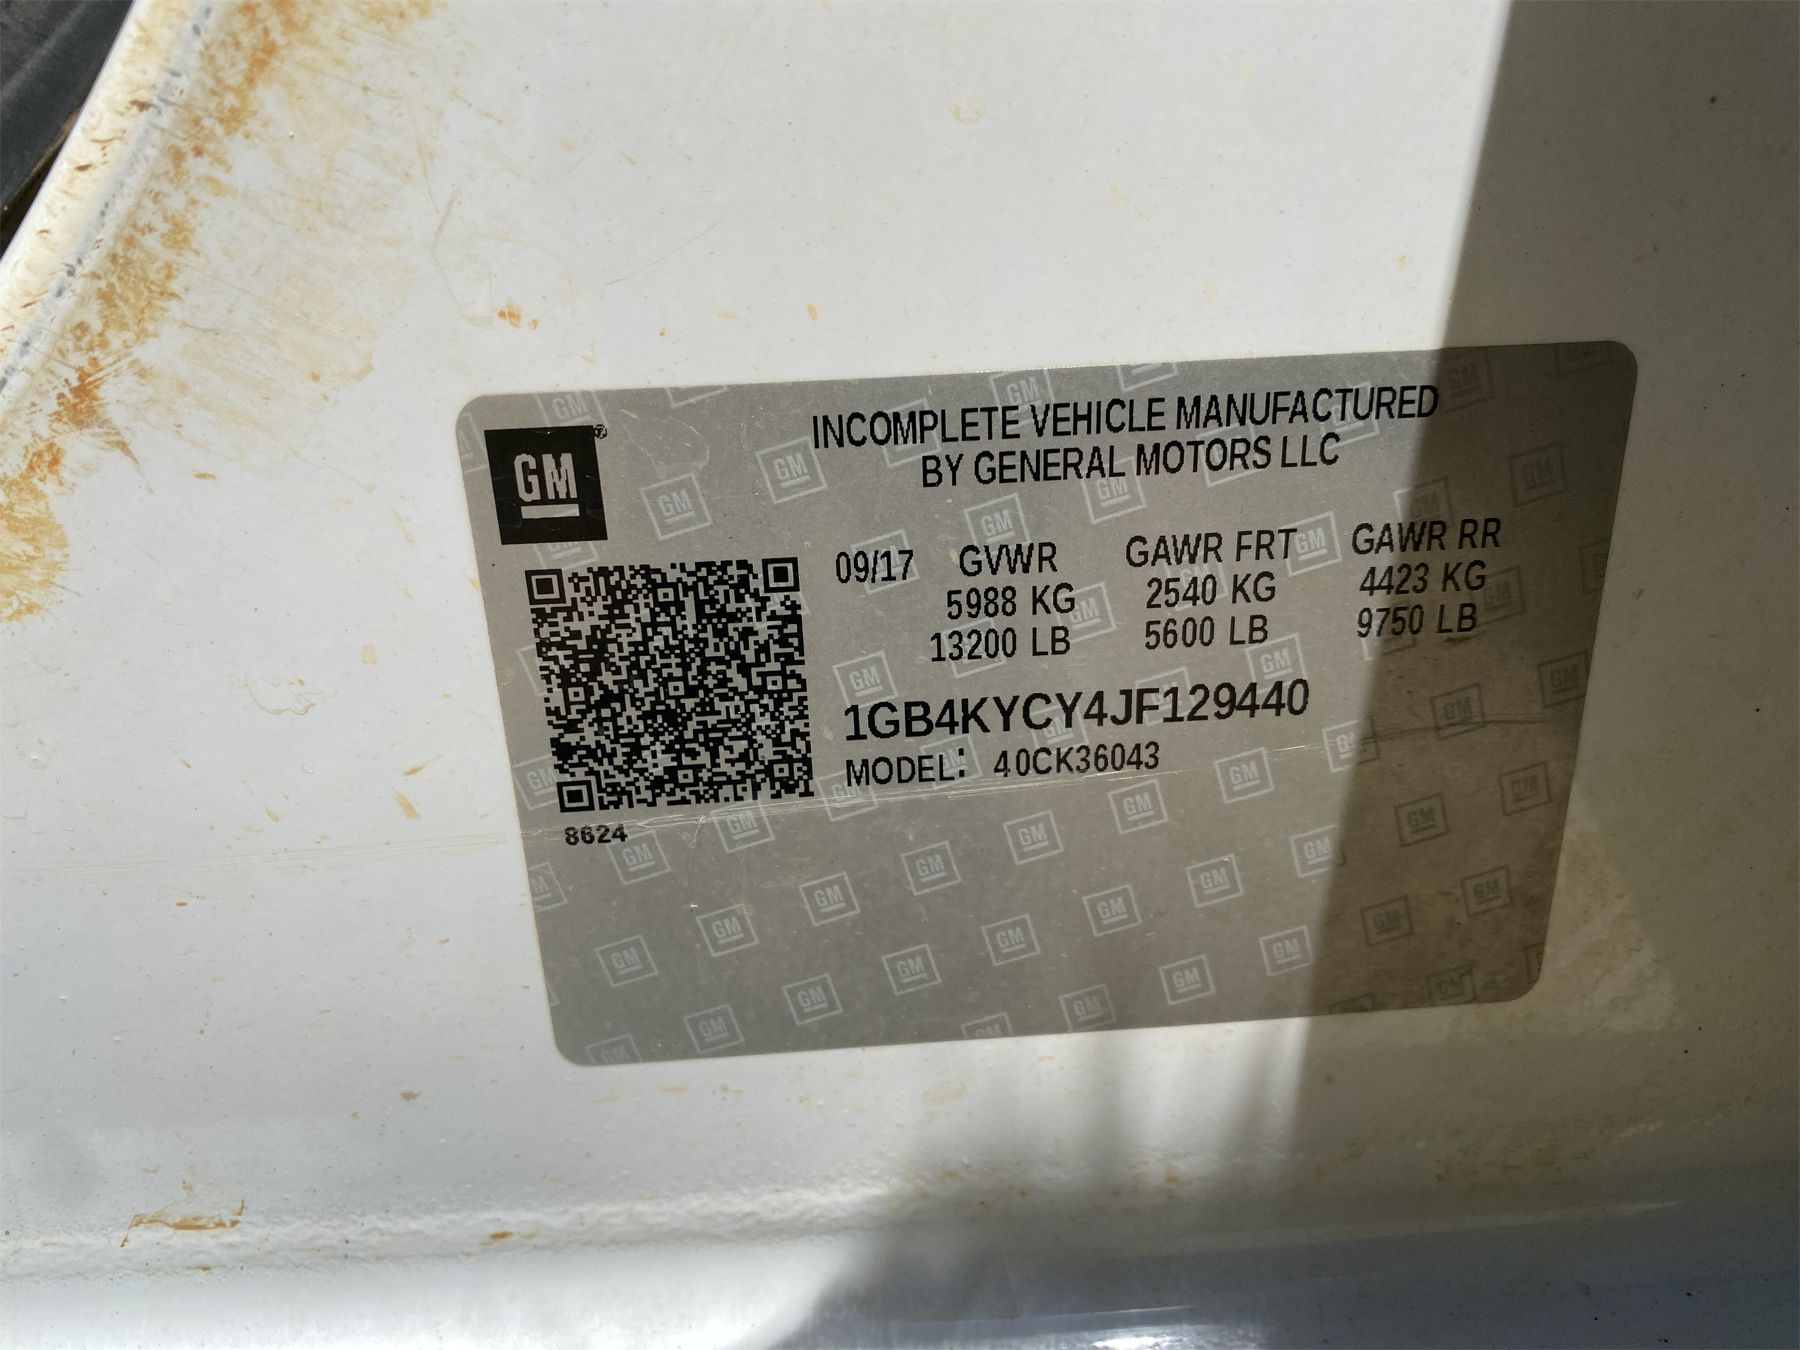 GM
INCOMPLETE VEHICLE MANUFACTURED
BY GENERAL MOTORS LLC
09/17 GVWR GAWR FRT GAWR RR
5988 KG 2540 KG 4423 KG
13200 LB 5600 LB 9750 LB
1GB4KYCY4JF129440
MODEL: 40CK36043
8624